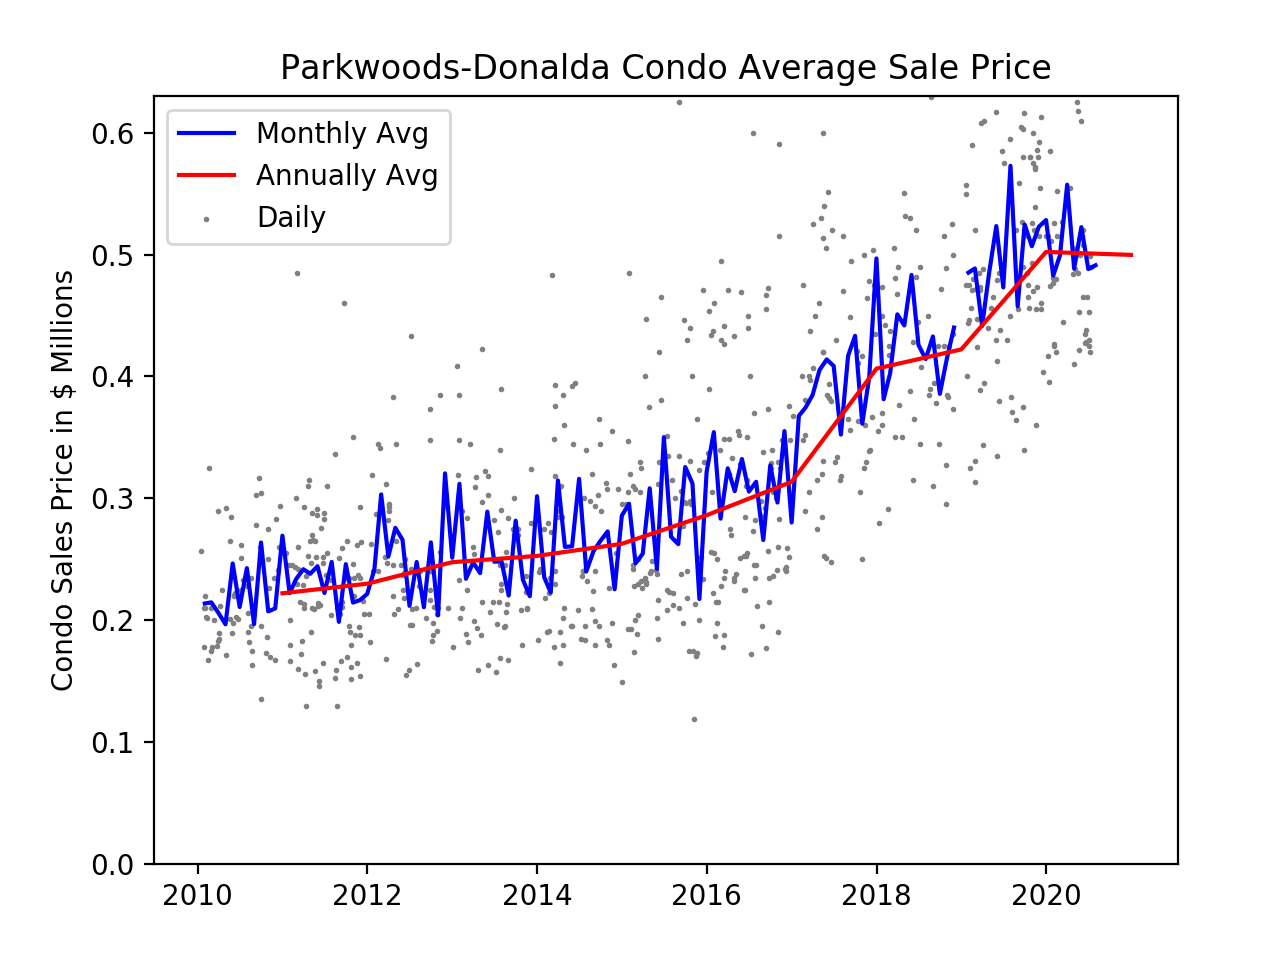 Parkwoods-Donalda Condo Average Sale Price
Monthly Avg
Annually Avg
Daily
Condo Sales Price in $ Millions
0.6
0.5
0.4
0.3
0.2
0.1
0.0
2010 2012 2014 2016 2018 2020